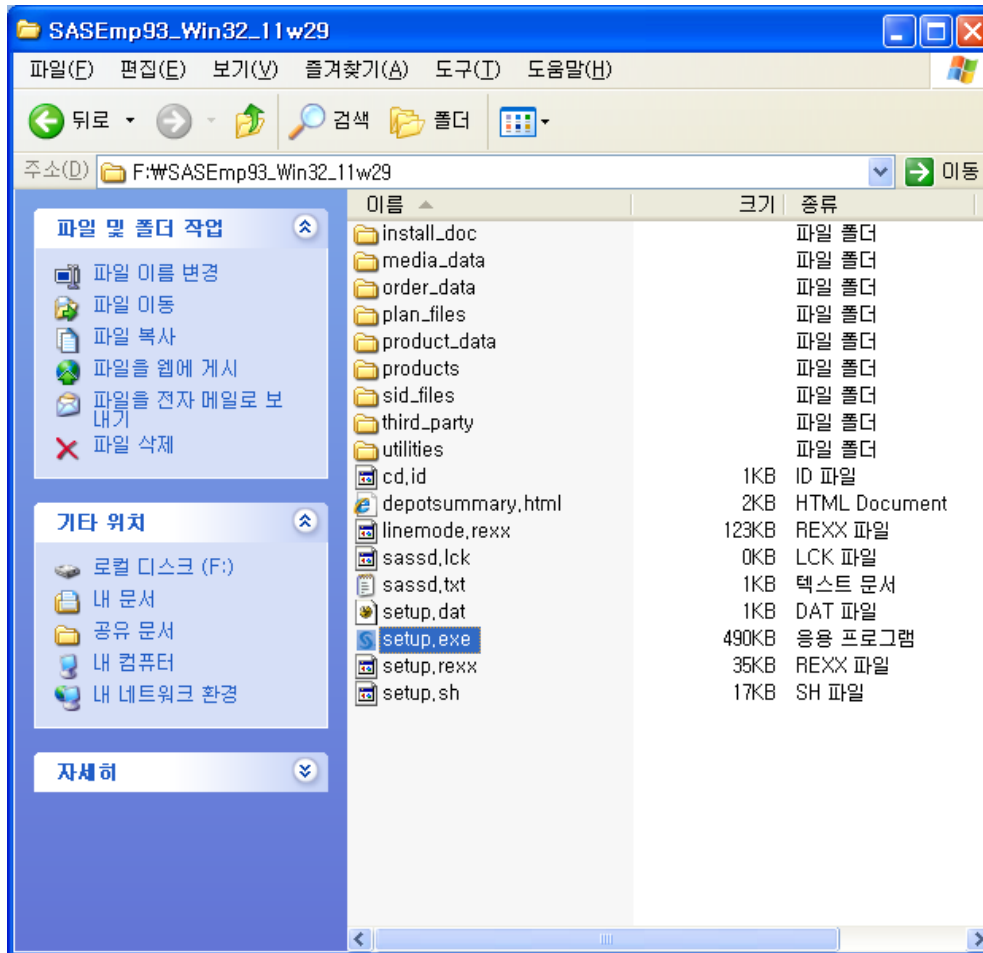 SASEmp93_Win32_11w29
파일(F) 편집(E) 보기(V) 즐겨찾기(A) 도구(T) 도움말(H)
뒤로 검색 폴더
주소(D) F:₩SASEmp93_Win32_11w29 이동
파일 및 폴더 작업
파일 이름 변경
파일 이동
파일 복사
파일을 웹에 게시
파일을 전자 메일로 보
내기
파일 삭제
기타 위치
로컬 디스크 (F:)
내 문서
공유 문서
내 컴퓨터
내 네트워크 환경
자세히
이름 크기 종류
install_doc 파일 폴더
media_data 파일 폴더
order_data 파일 폴더
plan_files 파일 폴더
product_data 파일 폴더
products 파일 폴더
sid_files 파일 폴더
third_party 파일 폴더
utilities 파일 폴더
cd.id 1KB ID 파일
depotsummary.html 2KB HTML Document
linemode.rexx 123KB REXX 파일
sassd.lck 0KB LCK 파일
sassd.txt 1KB 텍스트 문서
setup.dat 1KB DAT 파일
setup.exe 490KB 응용 프로그램
setup.rexx 35KB REXX 파일
setup.sh 17KB SH 파일